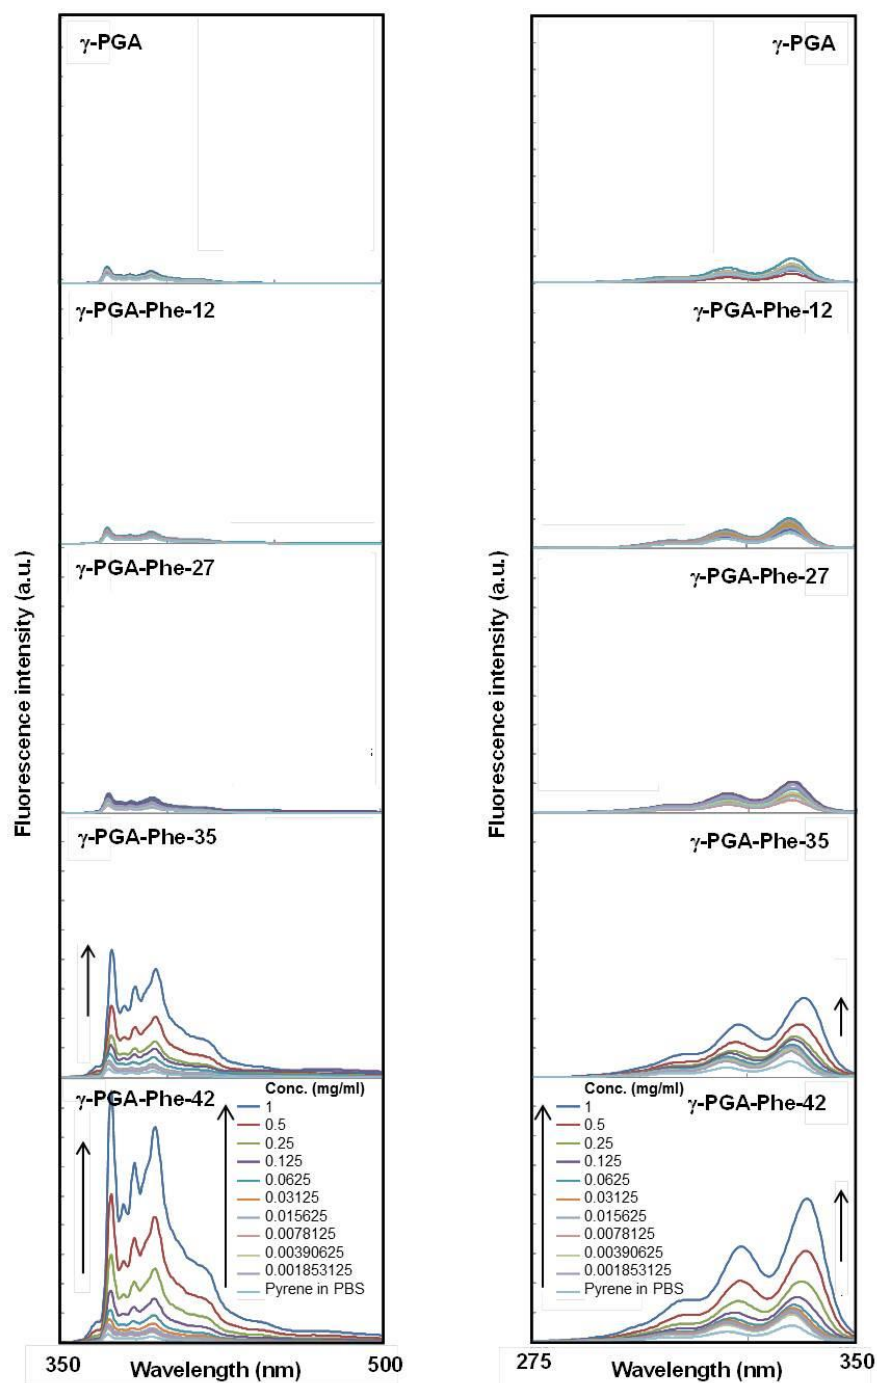 γ-PGA
γ-PGA-Phe-12
γ-PGA-Phe-27
γ-PGA-Phe-35
γ-PGA-Phe-42
Conc. (mg/ml)
1
0.5
0.25
0.125
0.0625
0.03125
0.015625
0.0078125
0.00390625
0.001853125
Pyrene in PBS
Fluorescence intensity (a.u.)
350
500
Wavelength (nm)
γ-PGA
γ-PGA-Phe-12
γ-PGA-Phe-27
γ-PGA-Phe-35
γ-PGA-Phe-42
Conc. (mg/ml)
1
0.5
0.25
0.125
0.0625
0.03125
0.015625
0.0078125
0.00390625
0.001853125
Pyrene in PBS
Fluorescence intensity (a.u.)
275
350
Wavelength (nm)